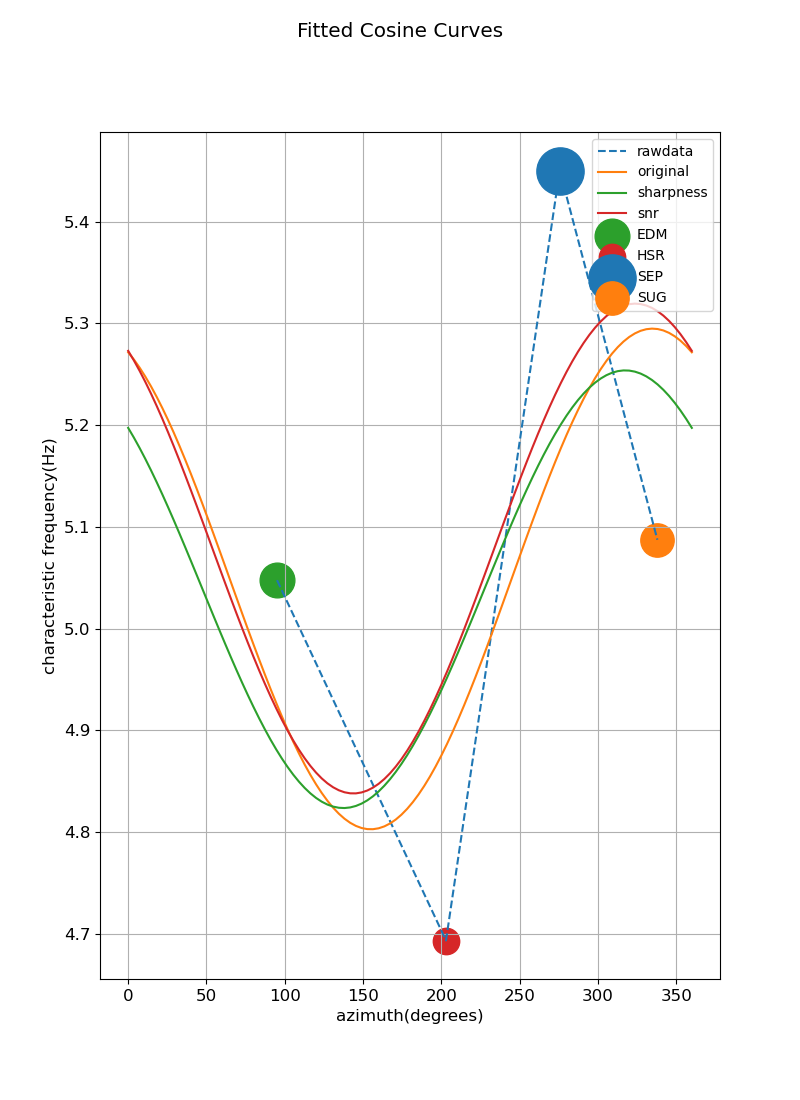 Fitted Cosine Curves
rawdata
original
sharpness
snr
EDM
HSR
SEP
SUG
5.4
5.3
5.2
5.1
5.0
4.9
4.8
4.7
characteristic frequency(Hz)
0 50 100 150 200 250 300 350
azimuth(degrees)